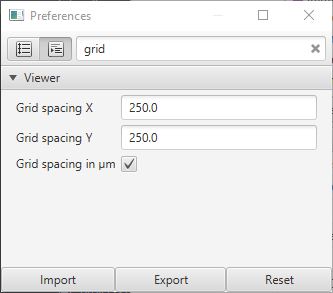 Preferences
grid
Viewer
Grid spacing X 250.0
Grid spacing Y 250.0
Grid spacing in µm
Import Export Reset